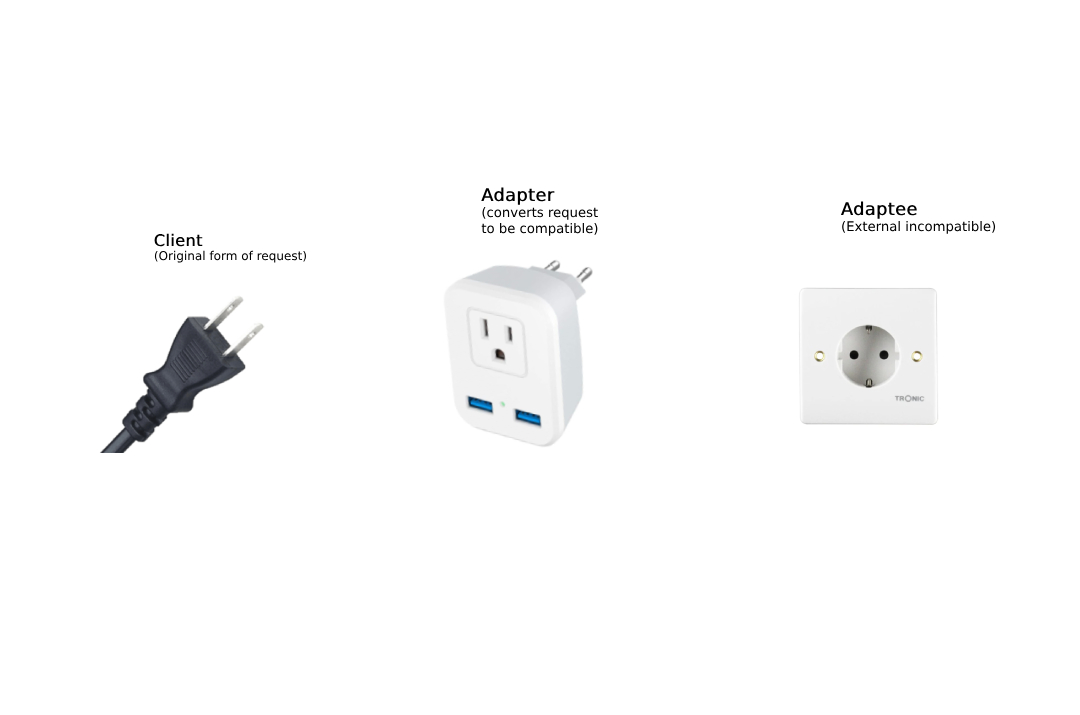 Client
(Original form of request)
Adapter
(converts request
to be compatible)
Adaptee
(External incompatible)
TRONIC